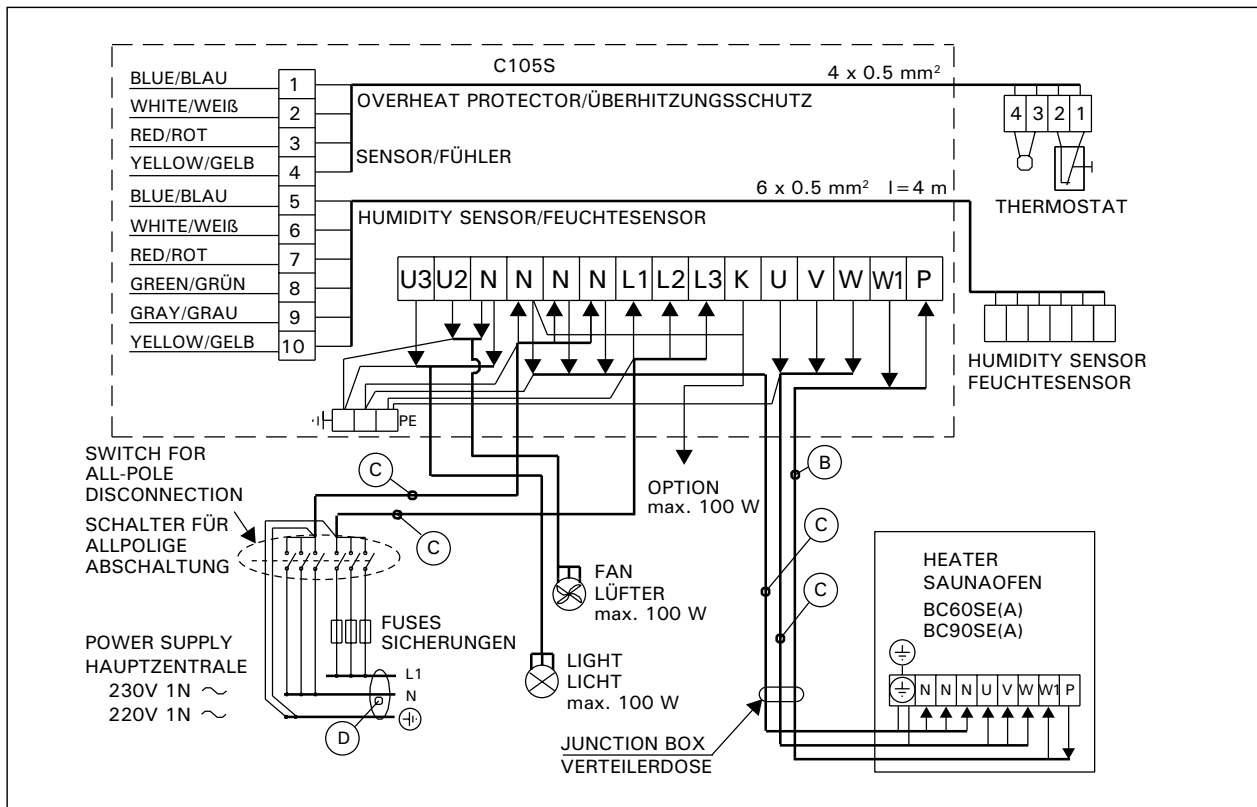 C105S
BLUE/BLAU 1
WHITE/WEIß 2
RED/ROT 3
YELLOW/GELB 4
BLUE/BLAU 5
WHITE/WEIß 6
RED/ROT 7
GREEN/GRÜN 8
GRAY/GRAU 9
YELLOW/GELB 10
4 x 0.5 mm²
OVERHEAT PROTECTOR/ÜBERHITZUNGSSCHUTZ
SENSOR/FÜHLER
4 3 2 1
THERMOSTAT
6 x 0.5 mm² l=4 m
HUMIDITY SENSOR/FEUCHTESENSOR
U3 U2 N N N N L1 L2 L3 K U V W W1 P
HUMIDITY SENSOR
FEUCHTESENSOR
PE
SWITCH FOR
ALL-POLE
DISCONNECTION
SCHALTER FÜR
ALLPOLIGE
ABSCHALTUNG
C
C
B
C
C
OPTION
max. 100 W
FAN
LÜFTER
max. 100 W
LIGHT
LICHT
max. 100 W
FUSES
SICHERUNGEN
POWER SUPPLY
HAUPTZENTRALE
230V 1N ~
220V 1N ~
L1
N
D
JUNCTION BOX
VERTEILERDOSE
HEATER
SAUNAOFEN
BC60SE(A)
BC90SE(A)
N N N U V W W1 P